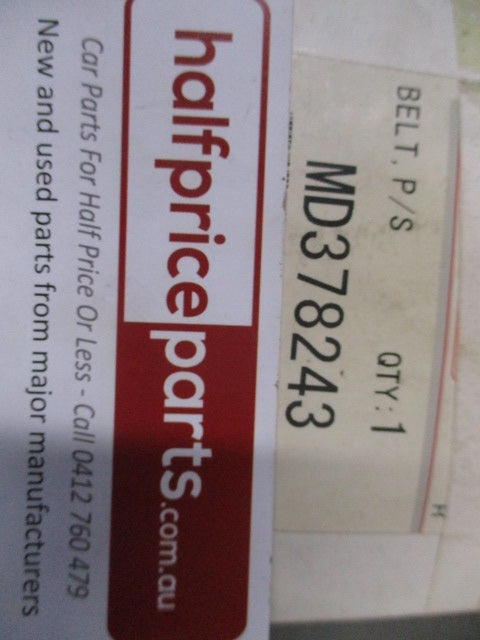 BELT, P/S
QTY:1
MD378243
halfpriceparts.com.au
Car Parts For Half Price Or Less - Call 0412 760 479
New and used parts from major manufacturers